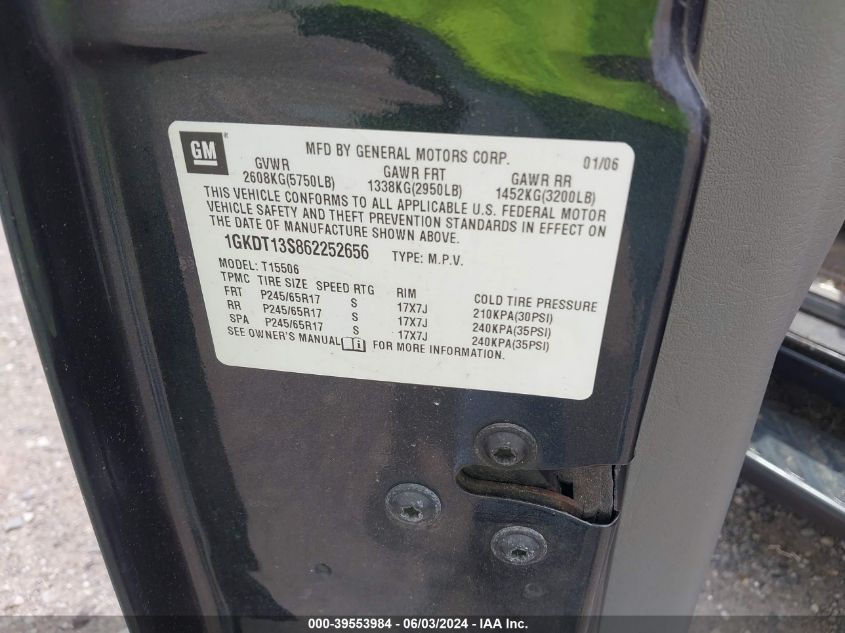 GM
MFD BY GENERAL MOTORS CORP. 01/06
GVWR GAWR FRT GAWR RR
2608KG(5750LB) 1338KG(2950LB) 1452KG(3200LB)
THIS VEHICLE CONFORMS TO ALL APPLICABLE U.S. FEDERAL MOTOR
VEHICLE SAFETY AND THEFT PREVENTION STANDARDS IN EFFECT ON
THE DATE OF MANUFACTURE SHOWN ABOVE.
1GKDT13S862252656 TYPE: M.P.V.
MODEL: T15506
TPMC TIRE SIZE SPEED RTG RIM COLD TIRE PRESSURE
FRT P245/65R17 S 17X7J 210KPA(30PSI)
RR P245/65R17 S 17X7J 240KPA(35PSI)
SPA P245/65R17 S 17X7J 240KPA(35PSI)
SEE OWNER'S MANUAL FOR MORE INFORMATION.
000-39553984 - 06/03/2024 - IAA Inc.